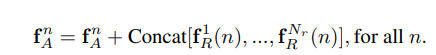 f_A^n = f_A^n + Concat[f_R^1(n), ..., f_R^{N_r}(n)], for all n.